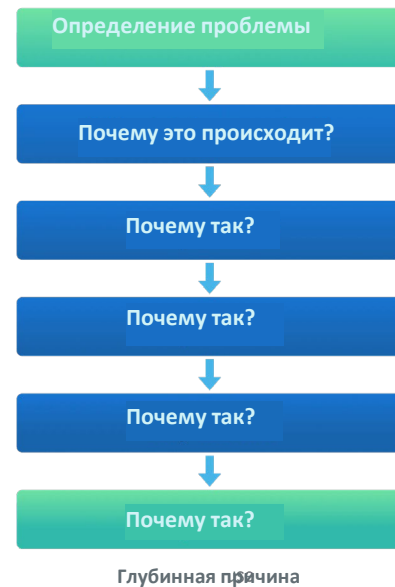 Определение проблемы
Почему это происходит?
Почему так?
Почему так?
Почему так?
Почему так?
Глубинная причина